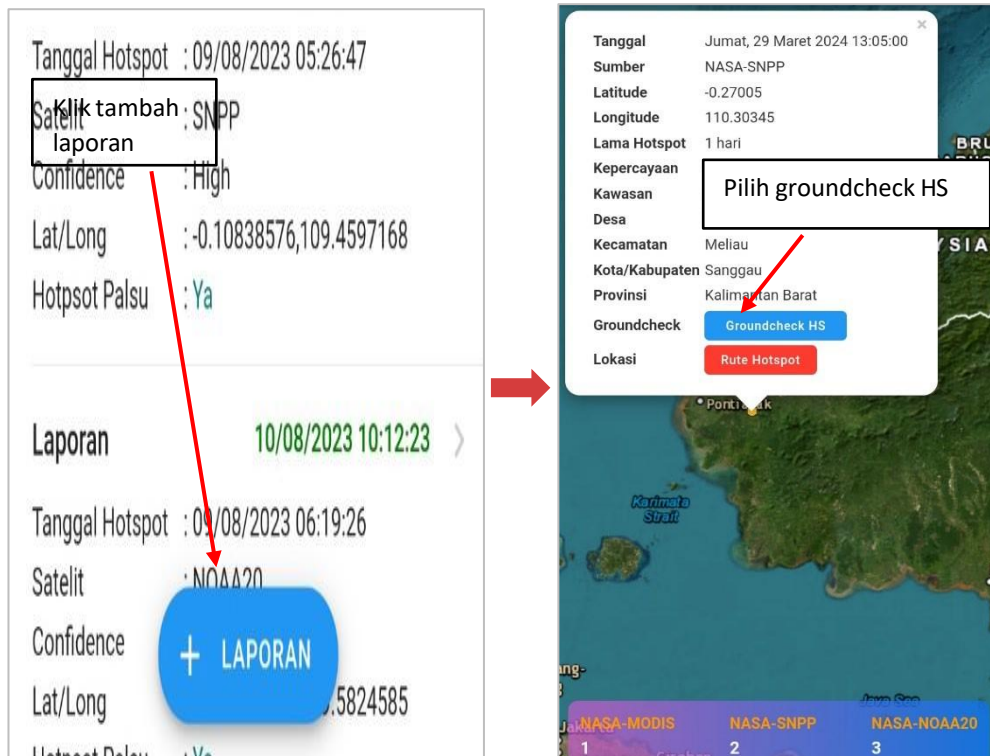 Tanggal Hotspot : 09/08/2023 05:26:47
Satelit : SNPP
Klik tambah
laporan
Confidence : High
Lat/Long : -0.10838576,109.4597168
Hotpsot Palsu : Ya
Laporan 10/08/2023 10:12:23
Tanggal Hotspot : 09/08/2023 06:19:26
Satelit : NOAA20
Confidence
+ LAPORAN
Lat/Long .5824585
Tanggal Jumat, 29 Maret 2024 13:05:00
Sumber NASA-SNPP
Latitude -0.27005
Longitude 110.30345
Lama Hotspot 1 hari
Kepercayaan
Kawasan
Pilih groundcheck HS
Desa
Kecamatan Meliau
Kota/Kabupaten Sanggau
Provinsi Kalimantan Barat
Groundcheck Groundcheck HS
Lokasi Rute Hotspot
BRU
YSIA
Pontianak
Karimata
Strait
Java Sea
NASA-MODIS NASA-SNPP NASA-NOAA20
1 2 3